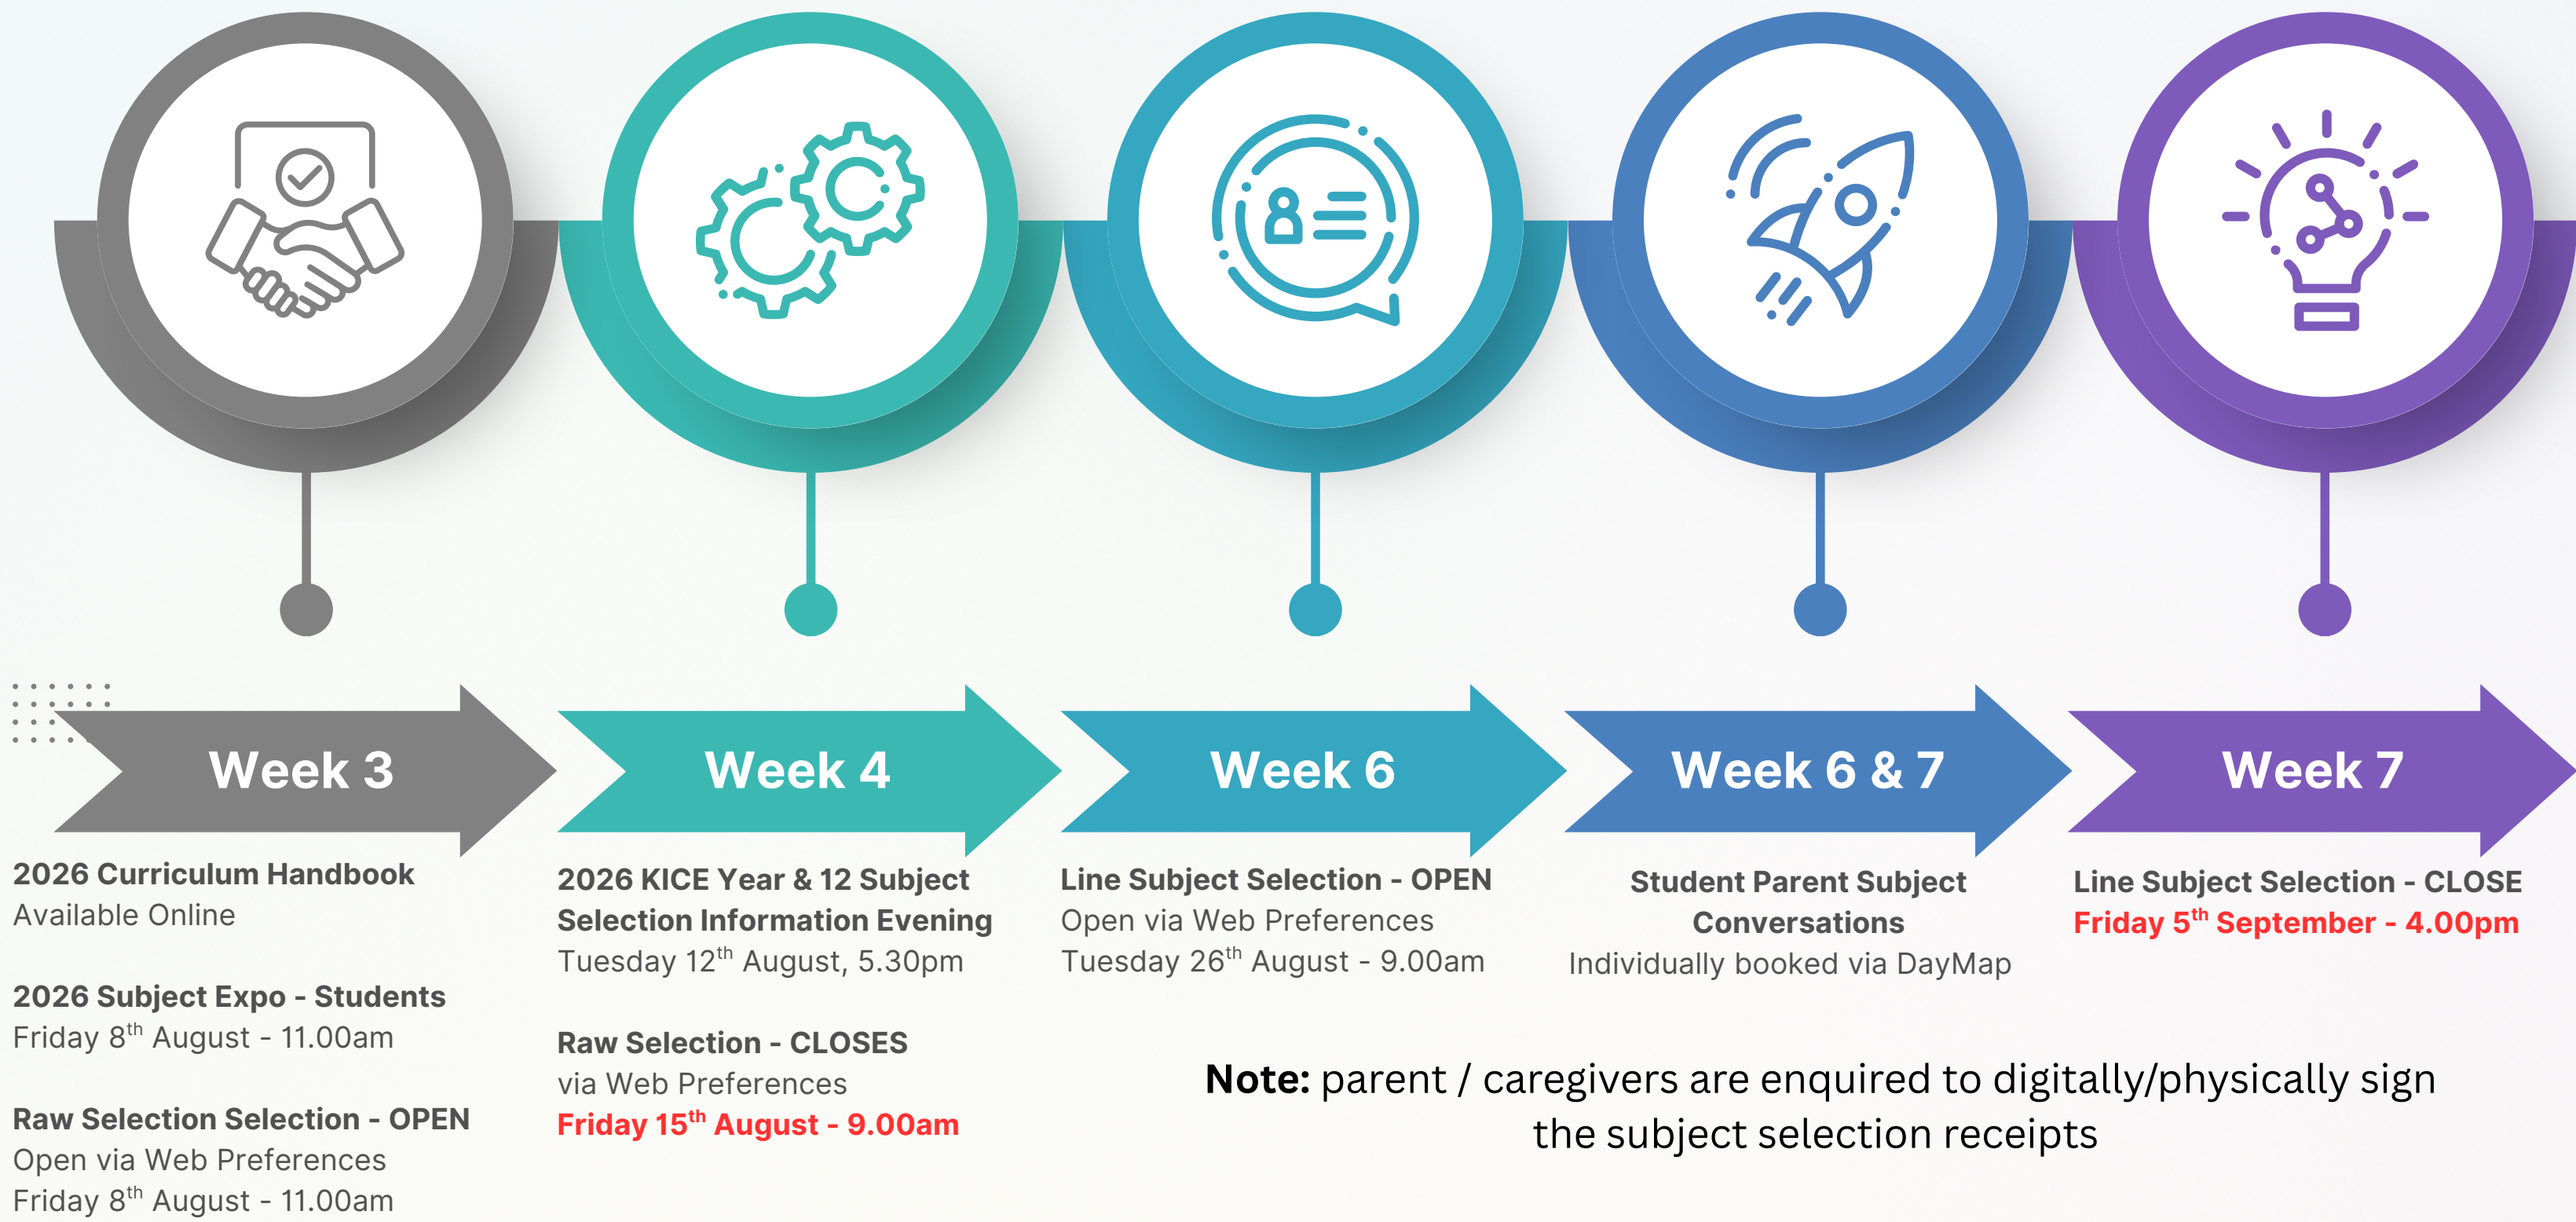 Week 3
2026 Curriculum Handbook
Available Online
2026 Subject Expo - Students
Friday 8th August - 11.00am
Raw Selection Selection - OPEN
Open via Web Preferences
Friday 8th August - 11.00am
Week 4
2026 KICE Year & 12 Subject
Selection Information Evening
Tuesday 12th August, 5.30pm
Raw Selection - CLOSES
via Web Preferences
Friday 15th August - 9.00am
Week 6
Line Subject Selection - OPEN
Open via Web Preferences
Tuesday 26th August - 9.00am
Week 6 & 7
Student Parent Subject
Conversations
Individually booked via DayMap
Week 7
Line Subject Selection - CLOSE
Friday 5th September - 4.00pm
Note: parent / caregivers are enquired to digitally/physically sign
the subject selection receipts